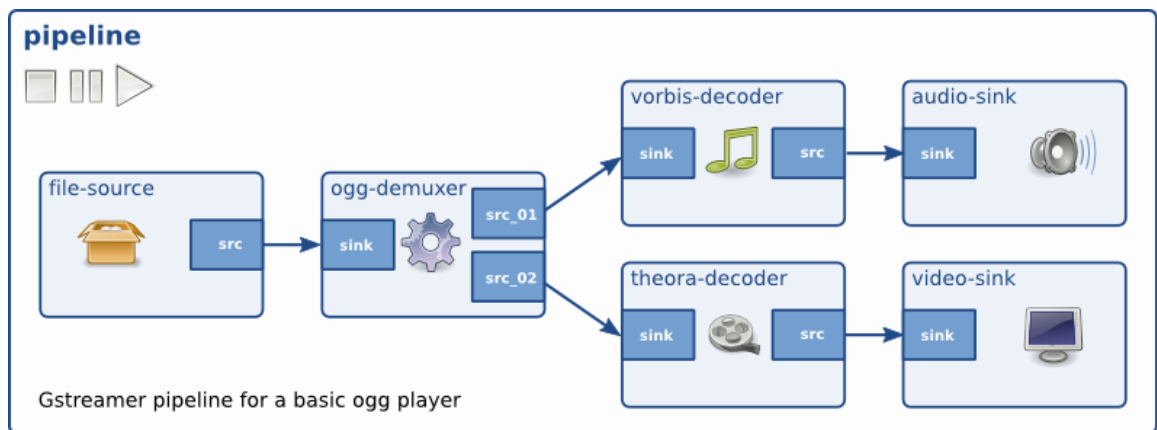 pipeline
file-source
src
ogg-demuxer
sink
src_01
src_02
vorbis-decoder
sink
src
audio-sink
sink
theora-decoder
sink
src
video-sink
sink
Gstreamer pipeline for a basic ogg player